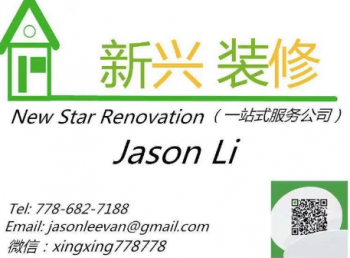 新兴装修
New Star Renovation（一站式服务公司）
Jason Li
Tel: 778-682-7188
Email: jasonleevan@gmail.com
微信：xingxing778778